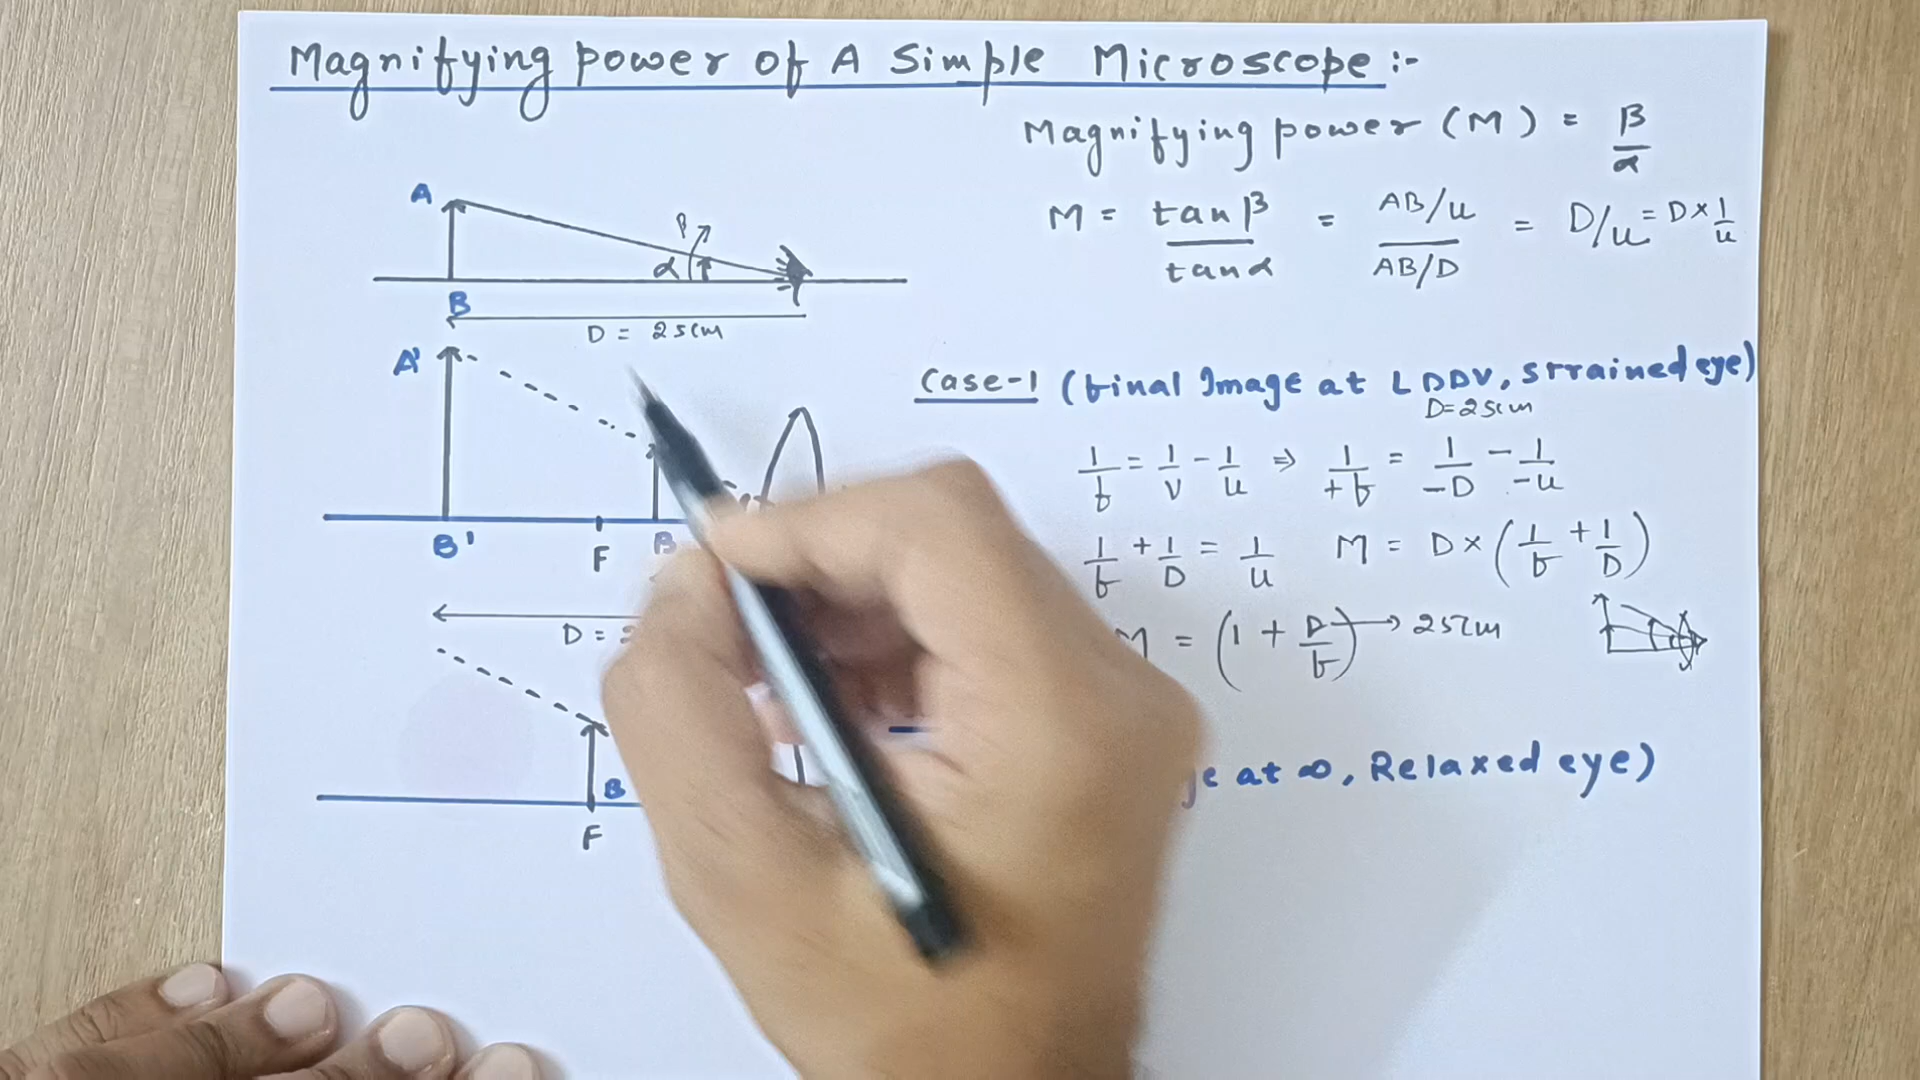 Magnifying power of A Simple Microscope :-
Magnifying power (M) = β/α
M = tanβ/tanα = (AB/u)/(AB/D) = D/u = D × 1/u
A
β
α
B
D = 25cm
A'
B'
F
B
D = 2
B
F
Case-1 (final Image at LDDV, Strained eye)
D=25cm
1/f = 1/v - 1/u ⇒ 1/+f = 1/-D - 1/-u
1/f + 1/D = 1/u M = D × (1/f + 1/D)
M = (1 + D/f) → 25cm
at ∞, Relaxed eye)